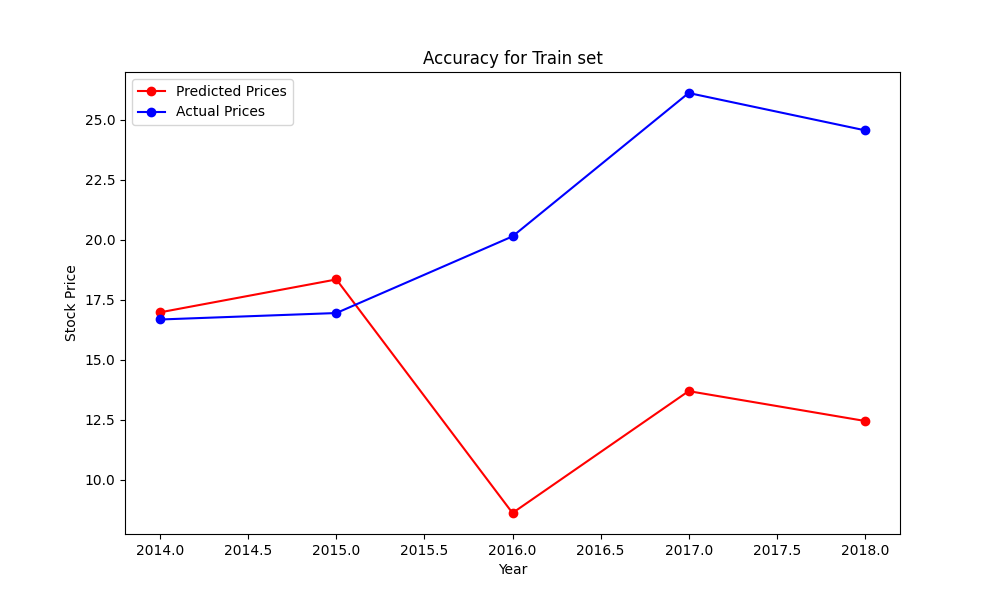 Accuracy for Train set
Predicted Prices
Actual Prices
25.0
22.5
20.0
17.5
15.0
12.5
10.0
Stock Price
2014.0 2014.5 2015.0 2015.5 2016.0 2016.5 2017.0 2017.5 2018.0
Year